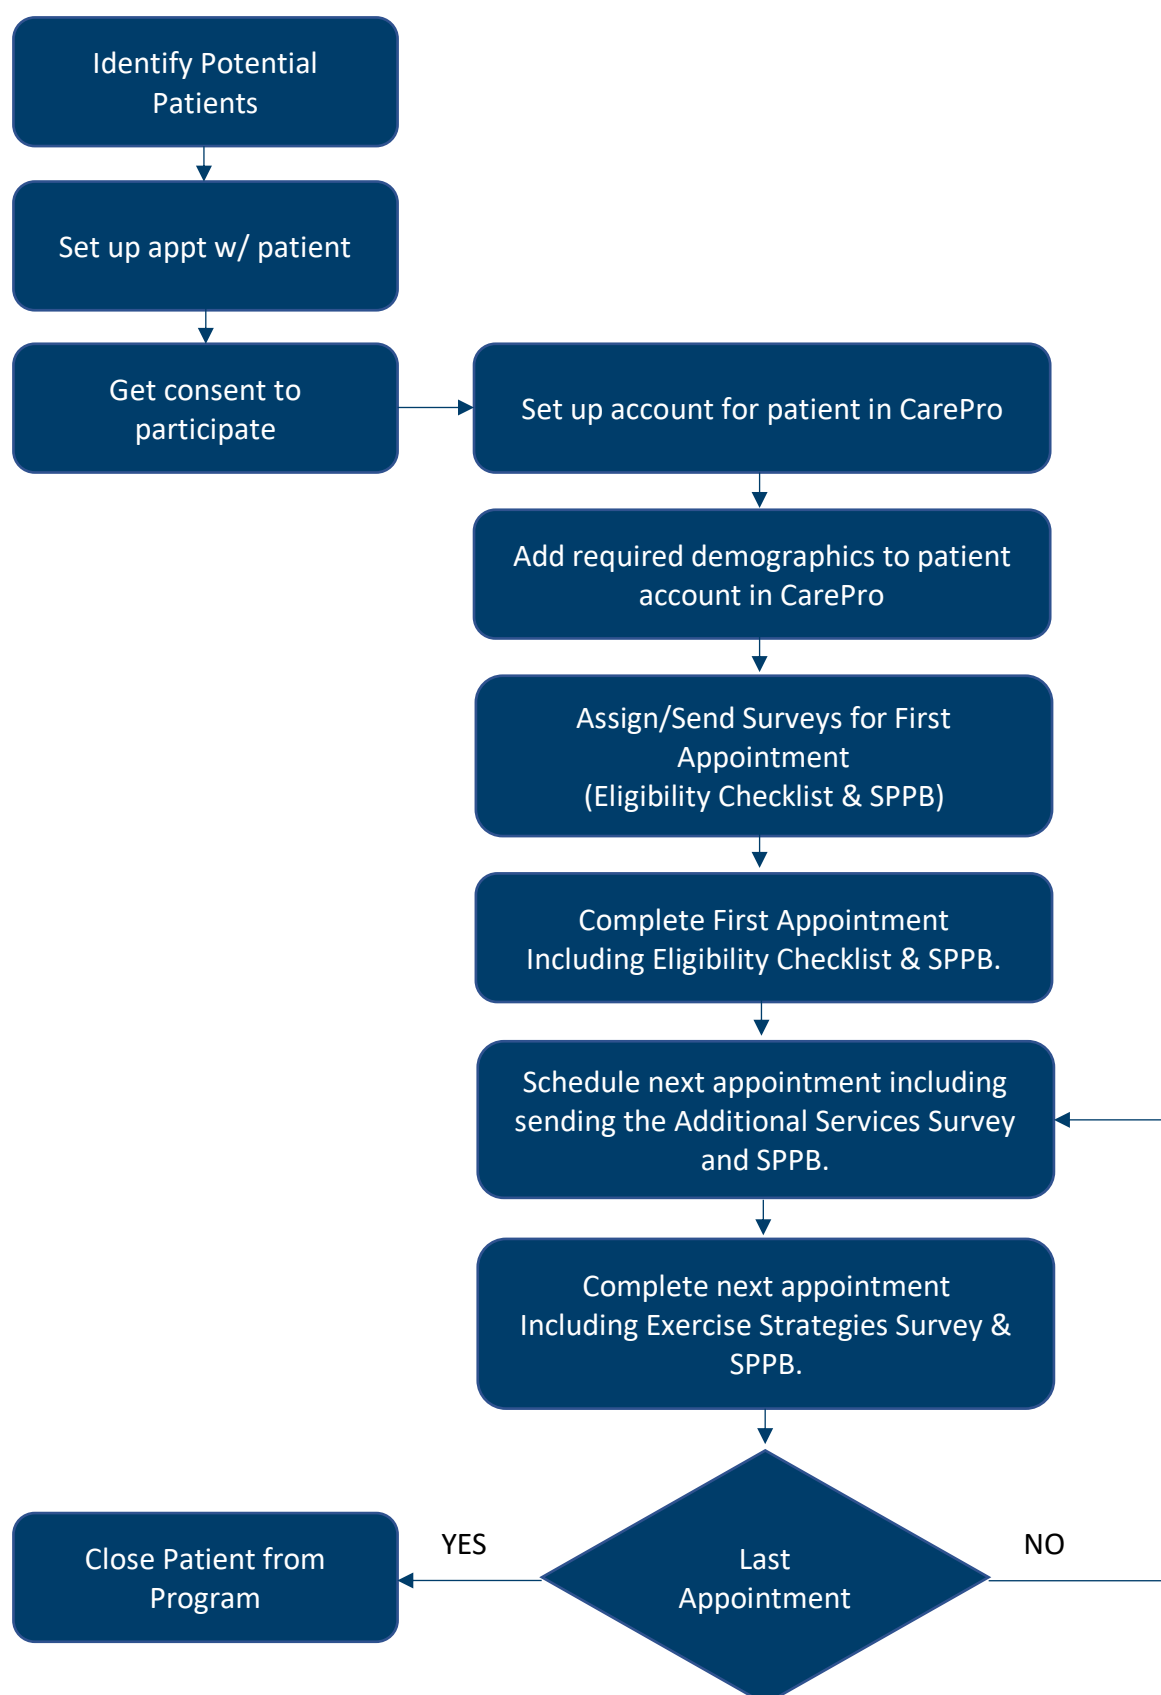 Identify Potential
Patients
Set up appt w/ patient
Get consent to
participate
Set up account for patient in CarePro
Add required demographics to patient
account in CarePro
Assign/Send Surveys for First
Appointment
(Eligibility Checklist & SPPB)
Complete First Appointment
Including Eligibility Checklist & SPPB.
Schedule next appointment including
sending the Additional Services Survey
and SPPB.
Complete next appointment
Including Exercise Strategies Survey &
SPPB.
Last
Appointment
YES
NO
Close Patient from
Program